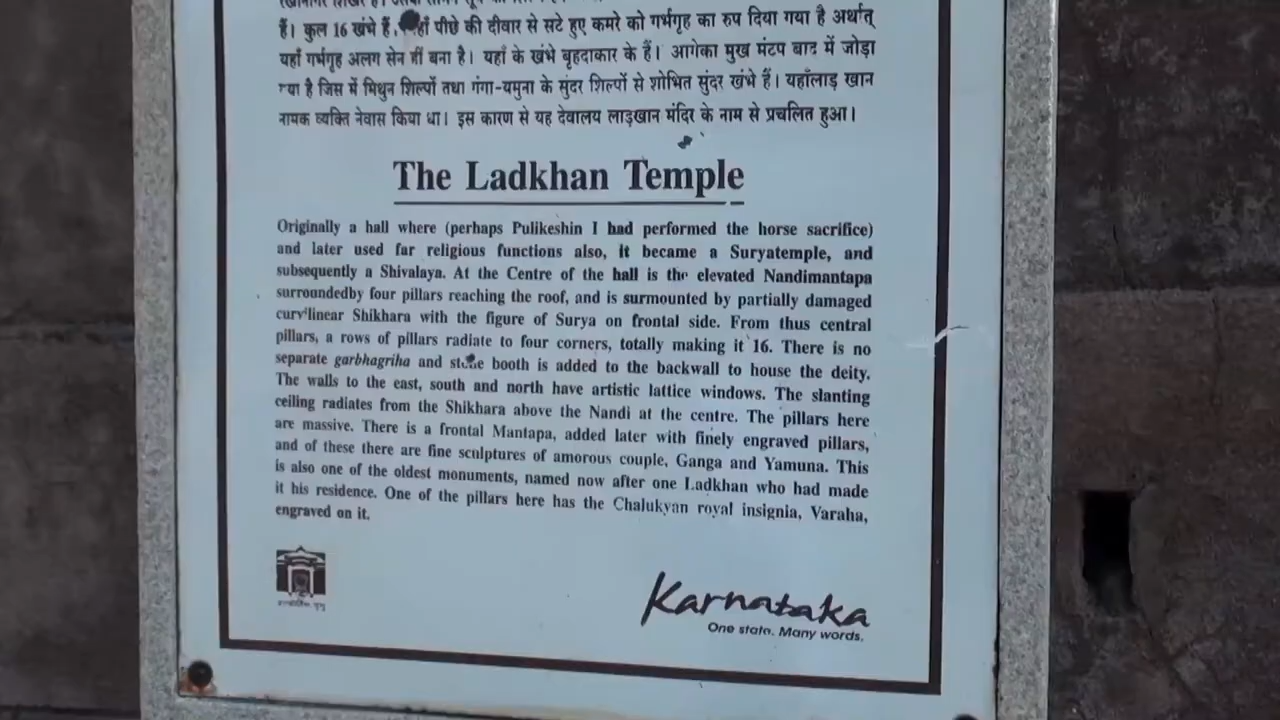 हैं। कुल 16 खंभे हैं, यहाँ पीछे की दीवार से सटे हुए कमरे को गर्भगृह का रुप दिया गया है अर्थात्
यहाँ गर्भगृह अलग सेन हीं बना है। यहाँ के खंभे बृहदाकार के हैं। आगेका मुख मंटप बाद में जोड़ा
गया है जिस में मिथुन शिल्पों तथा गंगा-यमुना के सुंदर शिल्पों से शोभित सुंदर खंभे हैं। यहाँलाड़ खान
नामक व्यक्ति नेवास किया था। इस कारण से यह देवालय लाड़खान मंदिर के नाम से प्रचलित हुआ।
The Ladkhan Temple
Originally a hall where (perhaps Pulikeshin I had performed the horse sacrifice)
and later used far religious functions also, it became a Suryatemple, and
subsequently a Shivalaya. At the Centre of the hall is the elevated Nandimantapa
surroundedby four pillars reaching the roof, and is surmounted by partially damaged
curvilinear Shikhara with the figure of Surya on frontal side. From thus central
pillars, a rows of pillars radiate to four corners, totally making it 16. There is no
separate garbhagriha and stone booth is added to the backwall to house the deity.
The walls to the east, south and north have artistic lattice windows. The slanting
ceiling radiates from the Shikhara above the Nandi at the centre. The pillars here
are massive. There is a frontal Mantapa, added later with finely engraved pillars,
and of these there are fine sculptures of amorous couple, Ganga and Yamuna. This
is also one of the oldest monuments, named now after one Ladkhan who had made
it his residence. One of the pillars here has the Chalukyan royal insignia, Varaha,
engraved on it.
Karnataka
One state. Many words.